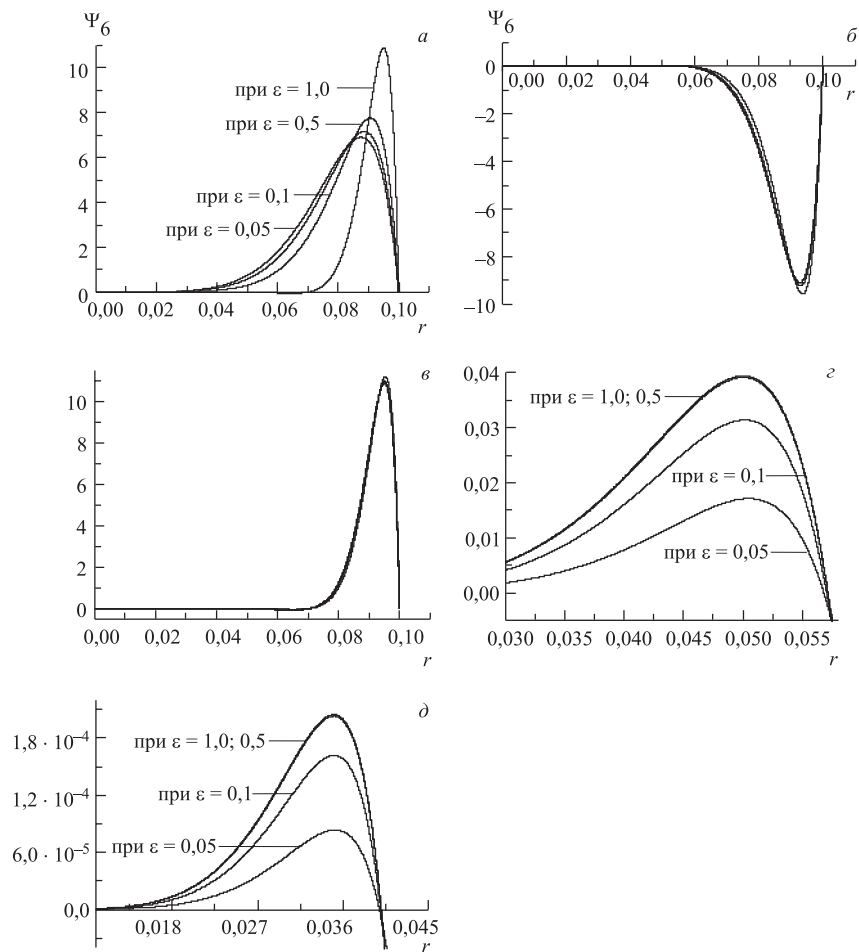 Ψ6
а
10
при ε = 1,0
8
при ε = 0,5
6
4
при ε = 0,1
2
при ε = 0,05
0
0,00 0,02 0,04 0,06 0,08 0,10
r
Ψ6
б
0
0,00 0,02 0,04 0,06 0,08 0,10
r
–2
–4
–6
–8
–10
в
10
8
6
4
2
0
0,00 0,02 0,04 0,06 0,08 0,10
r
г
0,04
при ε = 1,0; 0,5
0,03
0,02
при ε = 0,1
0,01
при ε = 0,05
0,00
0,030 0,035 0,040 0,045 0,050 0,055
r
д
1,8 · 10–4
при ε = 1,0; 0,5
1,2 · 10–4
при ε = 0,1
6,0 · 10–5
при ε = 0,05
0,0
0,018 0,027 0,036 0,045
r